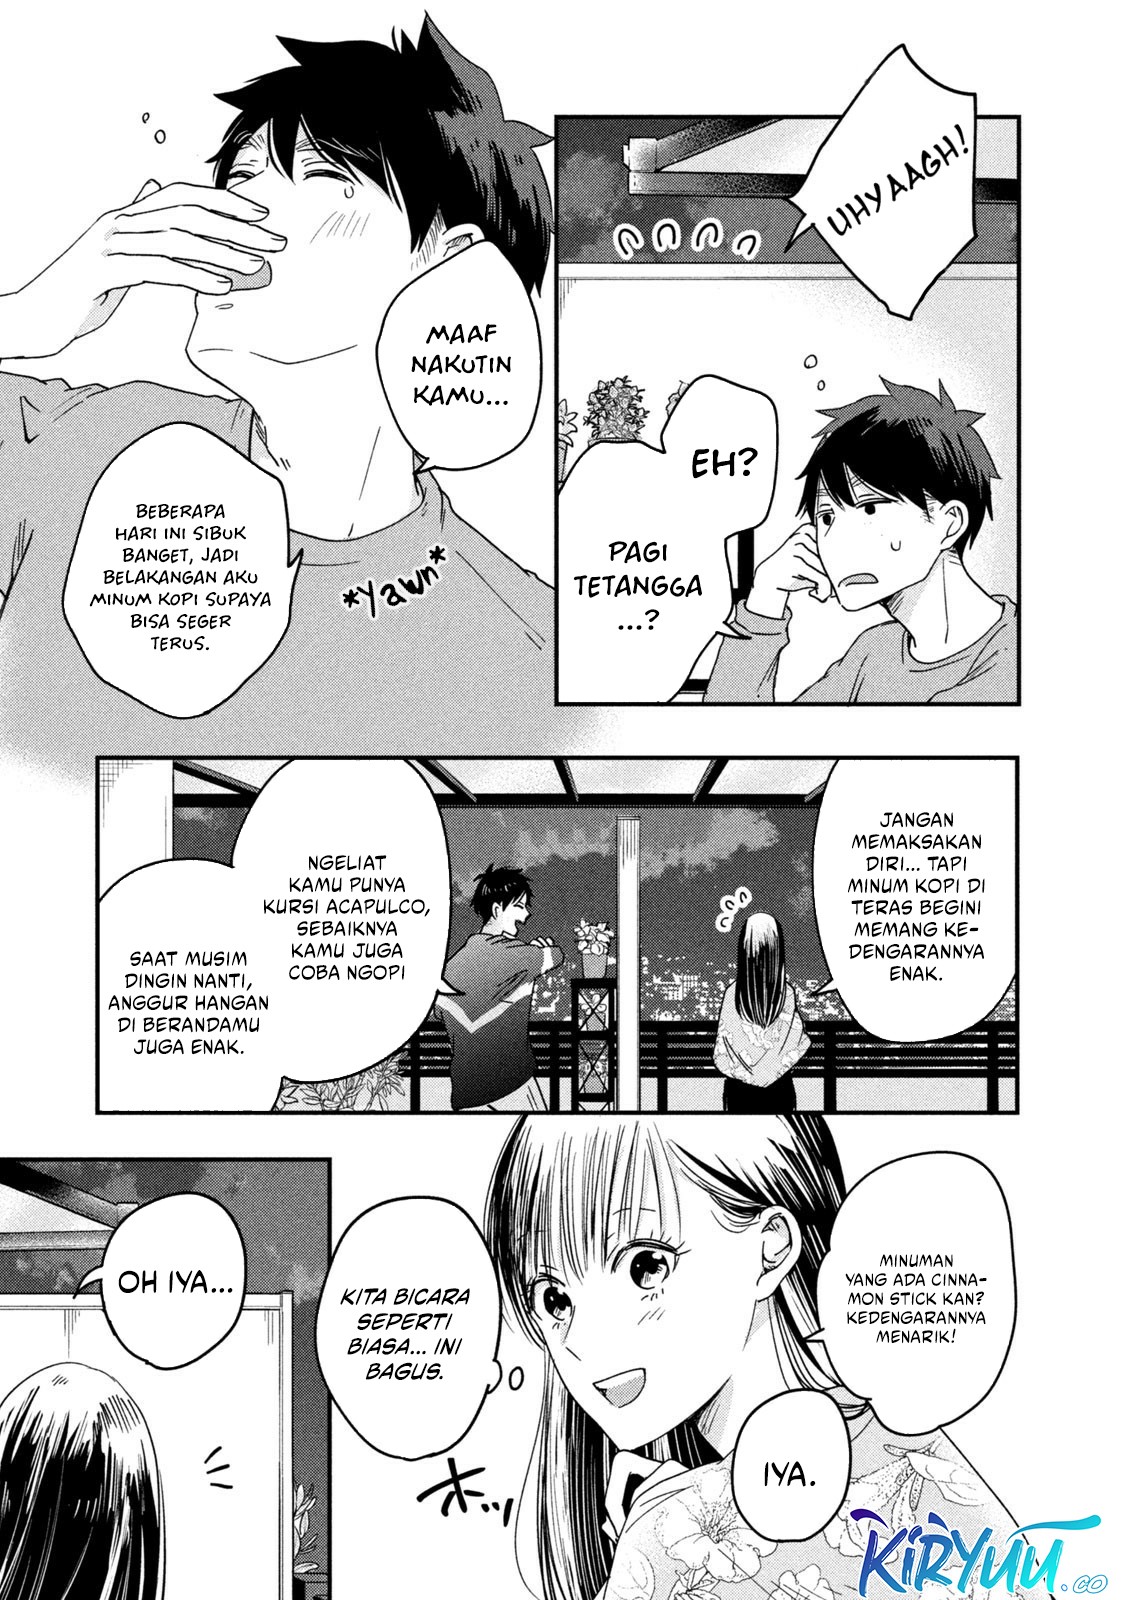 UHYAAGH!
EH?
PAGI
TETANGGA
...?
MAAF
NAKUTIN
KAMU...
BEBERAPA
HARI INI SIBUK
BANGET, JADI
BELAKANGAN AKU
MINUM KOPI SUPAYA
BISA SEGER
TERUS.
*YAWN*
JANGAN
MEMAKSAKAN
DIRI... TAPI
MINUM KOPI DI
TERAS BEGINI
MEMANG KE-
DENGARANNYA
ENAK.
NGELIAT
KAMU PUNYA
KURSI ACAPULCO,
SEBAIKNYA
KAMU JUGA
COBA NGOPI
SAAT MUSIM
DINGIN NANTI,
ANGGUR HANGAN
DI BERANDAMU
JUGA ENAK.
MINUMAN
YANG ADA CINNA-
MON STICK KAN?
KEDENGARANNYA
MENARIK!
IYA.
KITA BICARA
SEPERTI
BIASA... INI
BAGUS.
ホッ
OH IYA...
KIRYUU.CO